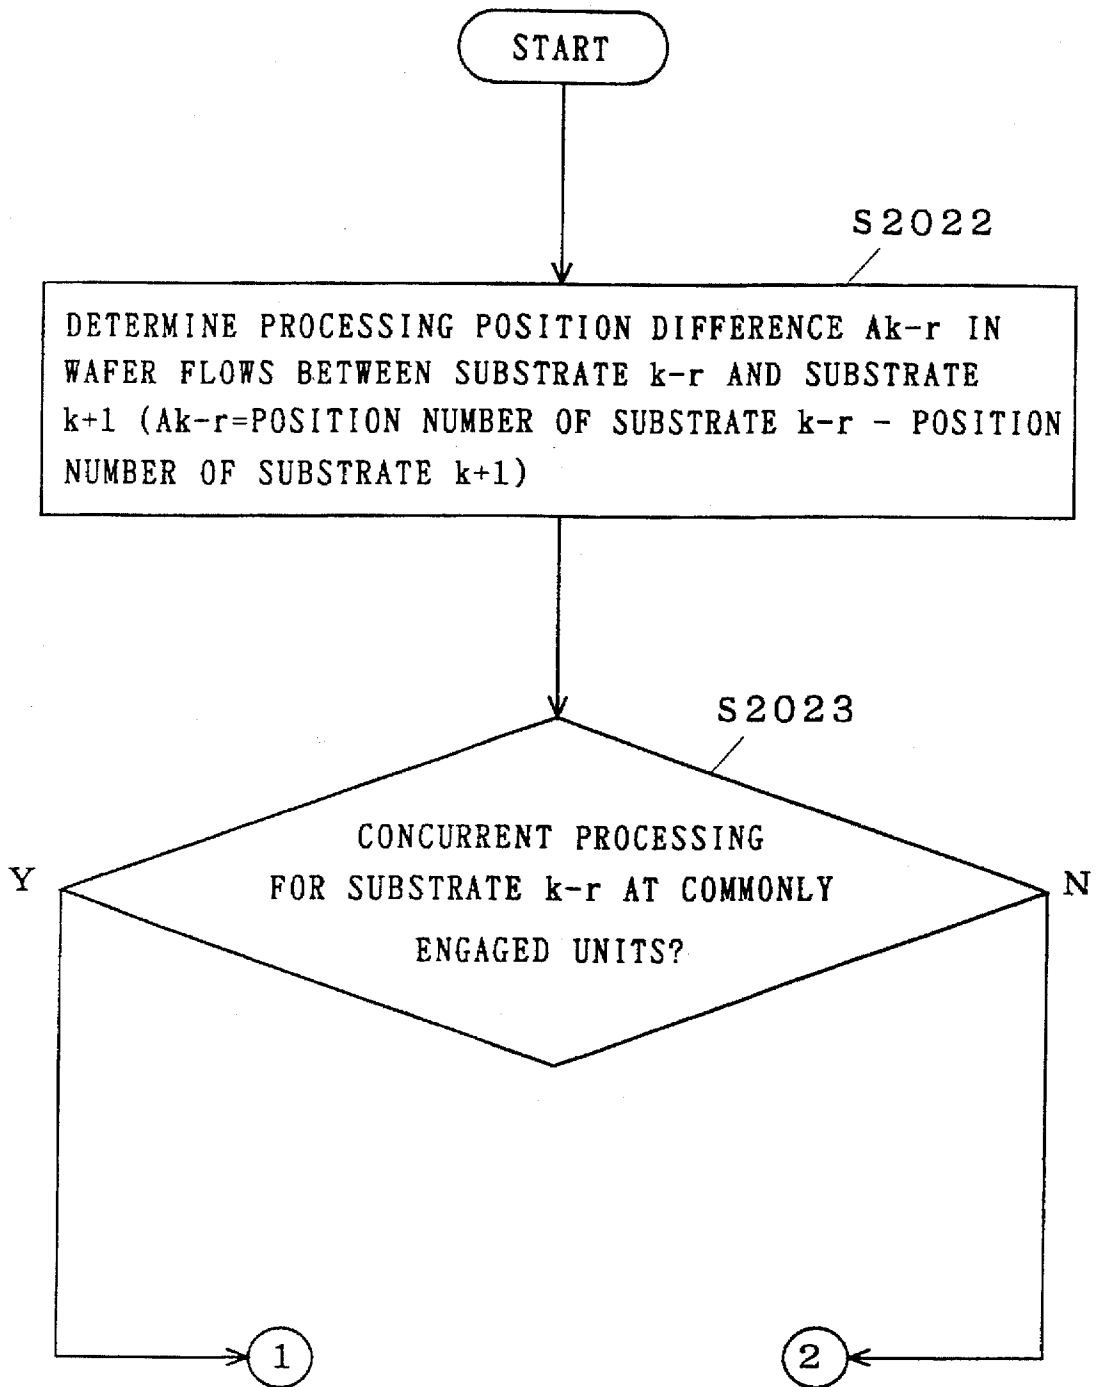 START
S2022
DETERMINE PROCESSING POSITION DIFFERENCE Ak-r IN
WAFER FLOWS BETWEEN SUBSTRATE k-r AND SUBSTRATE
k+1 (Ak-r=POSITION NUMBER OF SUBSTRATE k-r - POSITION
NUMBER OF SUBSTRATE k+1)
S2023
CONCURRENT PROCESSING
FOR SUBSTRATE k-r AT COMMONLY
ENGAGED UNITS?
Y
N
1
2